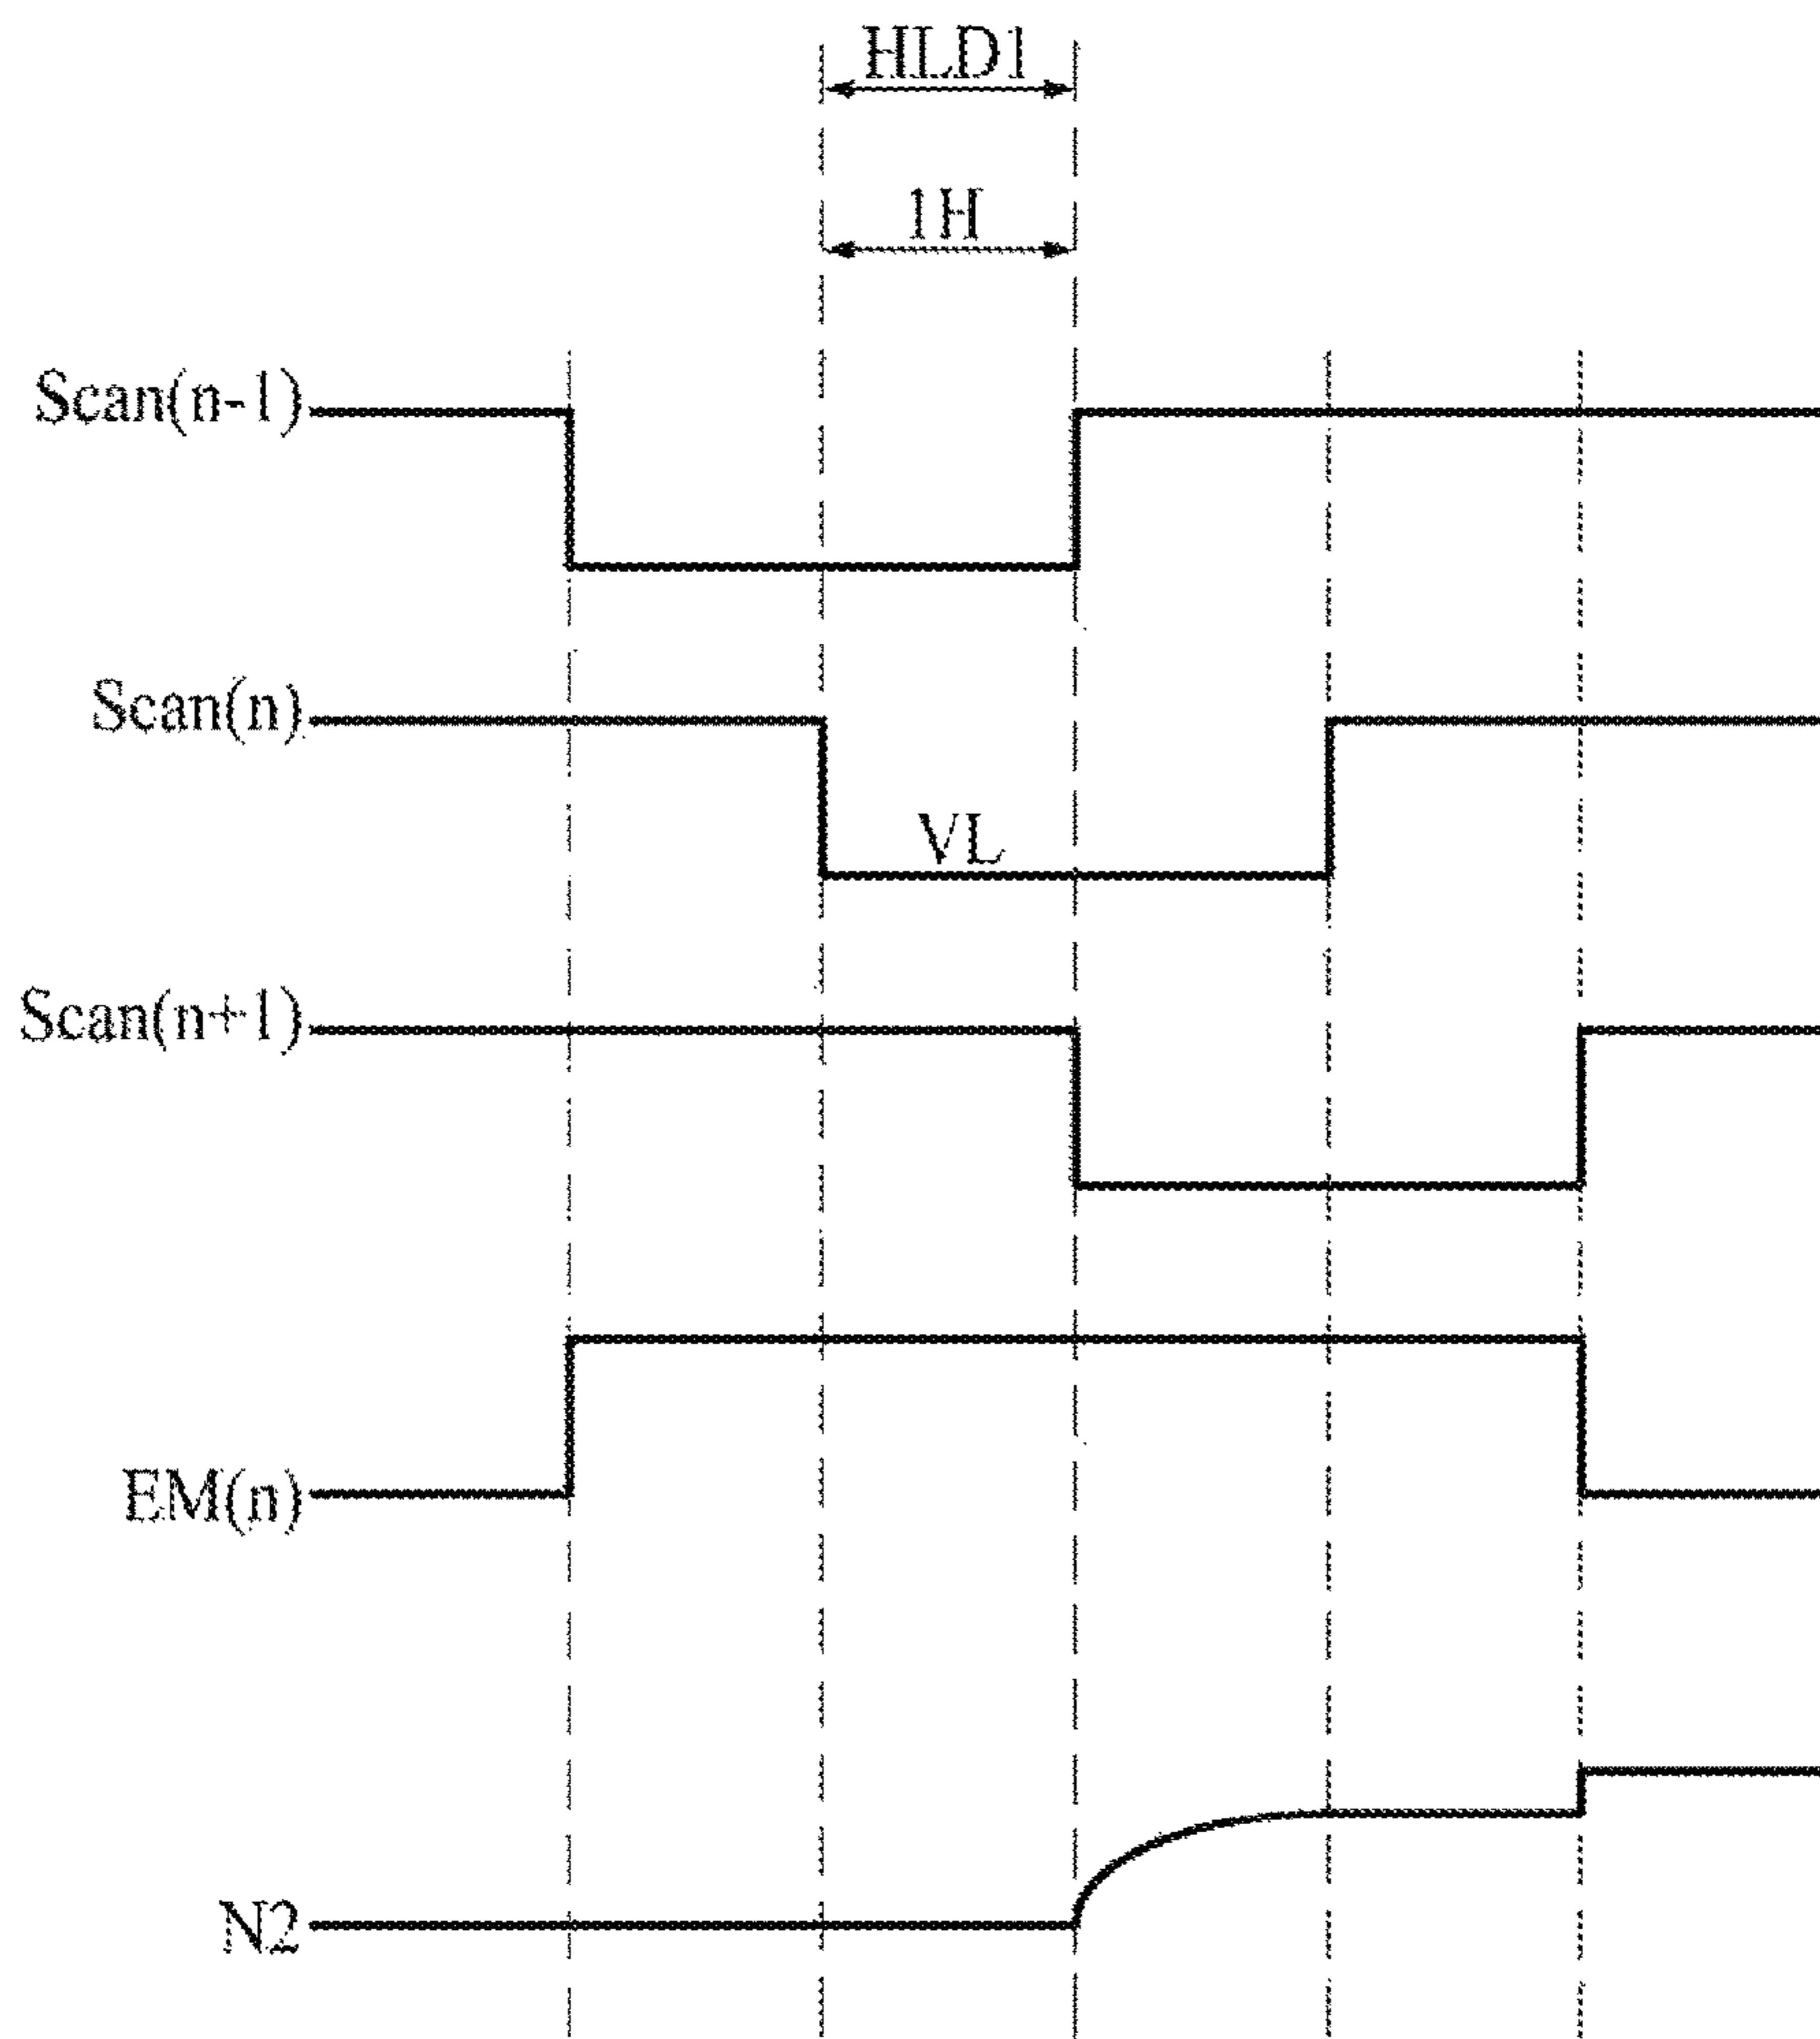 HLD1
1H
Scan(n-1)
Scan(n)
VL
Scan(n+1)
EM(n)
N2